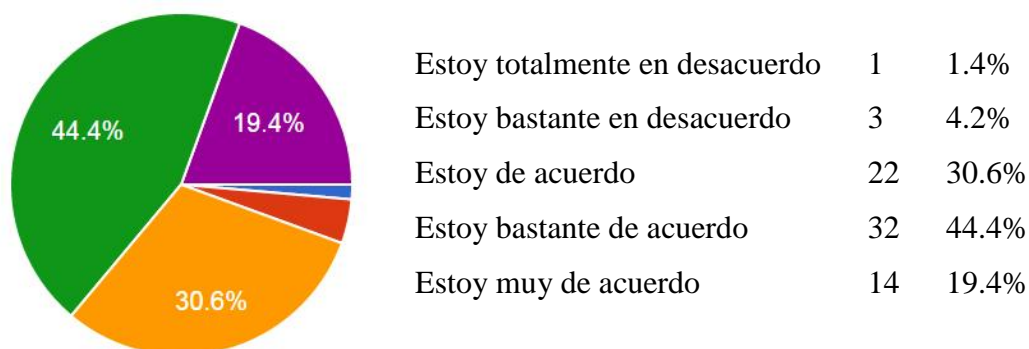 44.4%
19.4%
30.6%
Estoy totalmente en desacuerdo 1 1.4%
Estoy bastante en desacuerdo 3 4.2%
Estoy de acuerdo 22 30.6%
Estoy bastante de acuerdo 32 44.4%
Estoy muy de acuerdo 14 19.4%